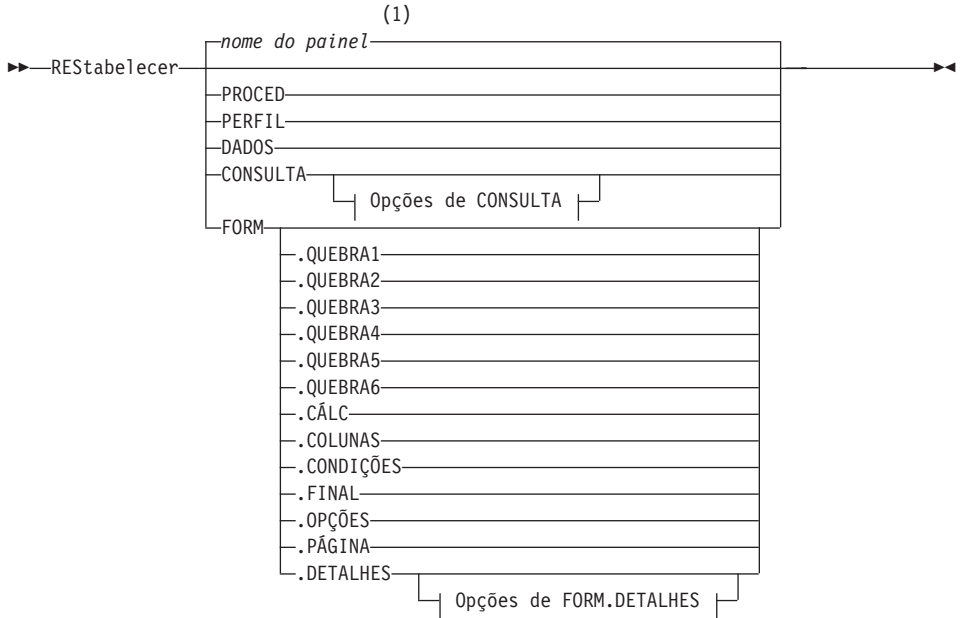 (1)
nome do painel
REStabelecer
PROCED
PERFIL
DADOS
CONSULTA
Opções de CONSULTA
FORM
.QUEBRA1
.QUEBRA2
.QUEBRA3
.QUEBRA4
.QUEBRA5
.QUEBRA6
.CÁLC
.COLUNAS
.CONDIÇÕES
.FINAL
.OPÇÕES
.PÁGINA
.DETALHES
Opções de FORM.DETALHES